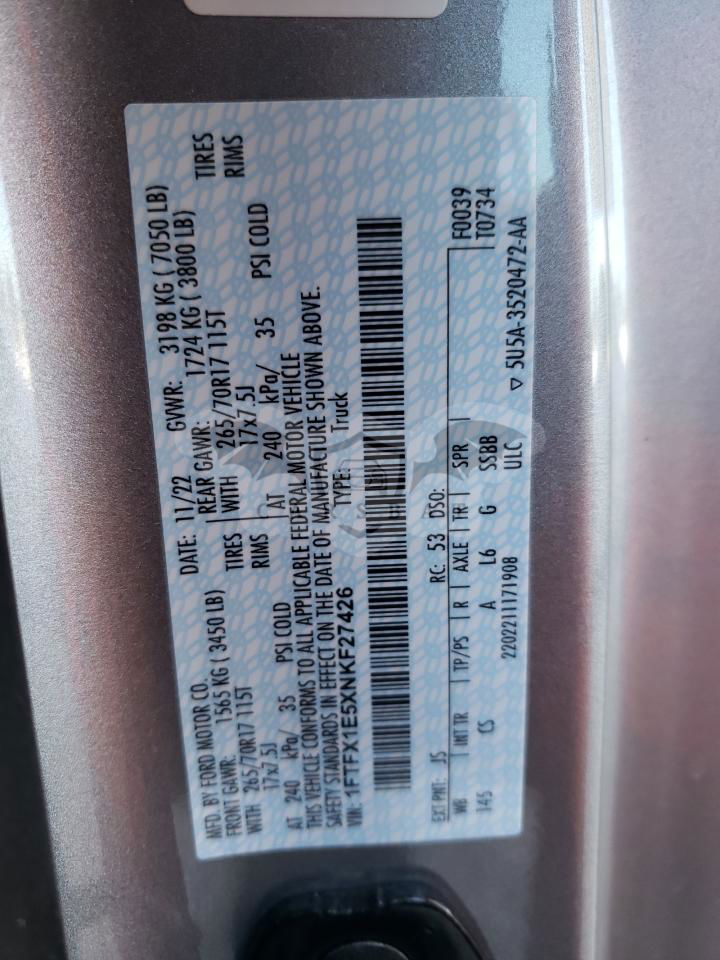 MFD. BY FORD MOTOR CO. DATE: 11/22 GVWR: 3198 KG ( 7050 LB)
FRONT GAWR: 1565 KG ( 3450 LB) REAR GAWR: 1724 KG ( 3800 LB)
WITH 265/70R17 115T TIRES WITH 265/70R17 115T TIRES
17x7.5J RIMS 17x7.5J RIMS
AT 240 kPa/ 35 PSI COLD AT 240 kPa/ 35 PSI COLD
THIS VEHICLE CONFORMS TO ALL APPLICABLE FEDERAL MOTOR VEHICLE
SAFETY STANDARDS IN EFFECT ON THE DATE OF MANUFACTURE SHOWN ABOVE.
VIN: 1FTFX1E5XNKF27426 TYPE: Truck
EXT PNT: JS RC: 53 DSO: F0039
WB INT TR TP/PS R AXLE TR SPR T0734
145 CS A L6 G SSBB
2202211171908 ULC ▽ 5U5A-3520472-AA